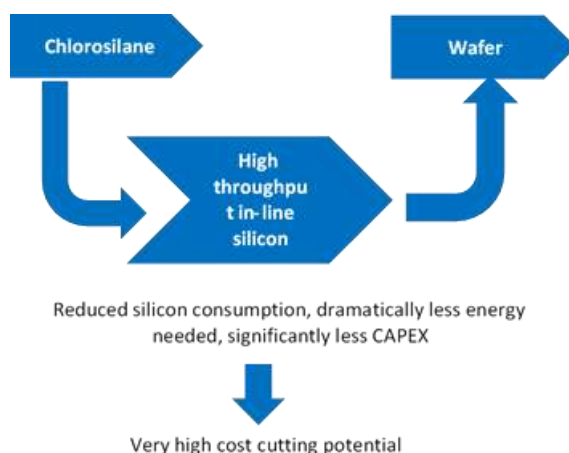 Chlorosilane
Wafer
High
throughpu
t in-line
silicon
Reduced silicon consumption, dramatically less energy
needed, significantly less CAPEX
Very high cost cutting potential